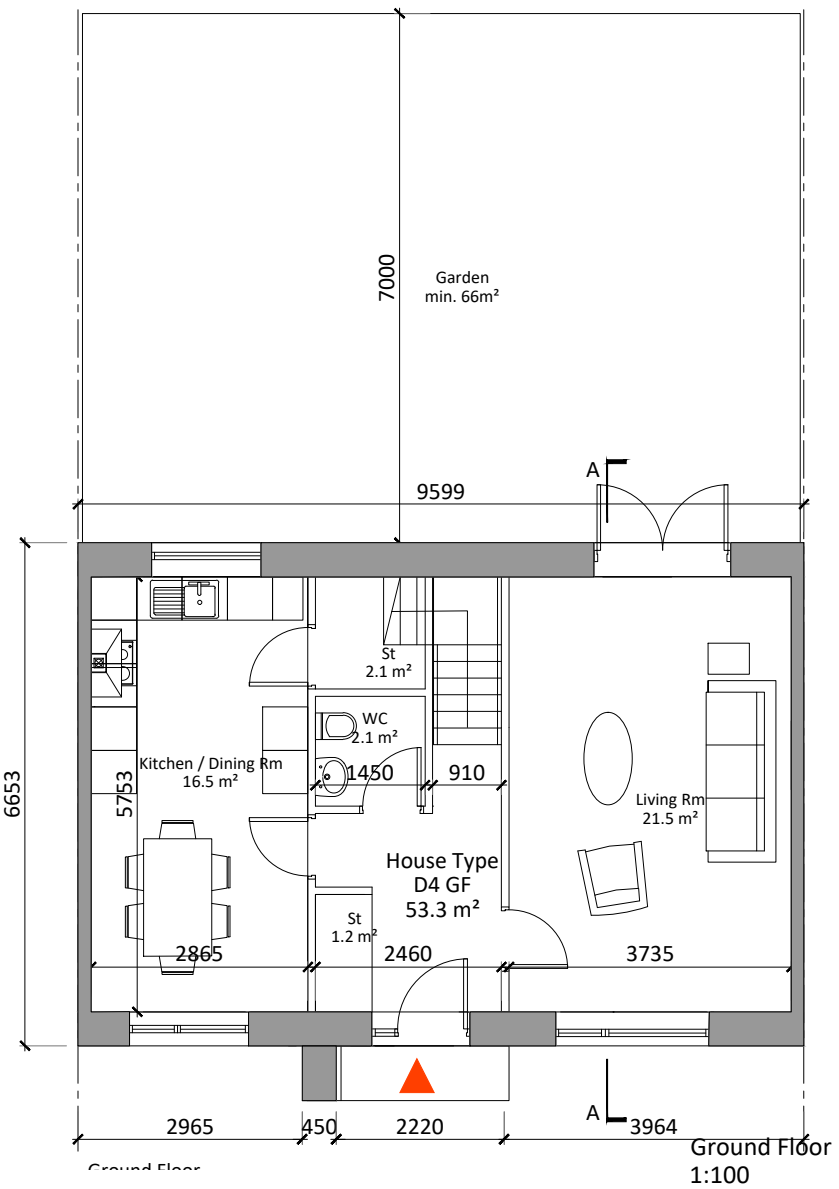 7000
Garden
min. 66m²
A
9599
St
2.1 m²
WC
2.1 m²
Kitchen / Dining Rm
16.5 m²
1450
910
5753
6653
Living Rm
21.5 m²
House Type
D4 GF
53.3 m²
St
1.2 m²
2865
2460
3735
A
2965
450
2220
3964
Ground Floor
1:100
Ground Floor